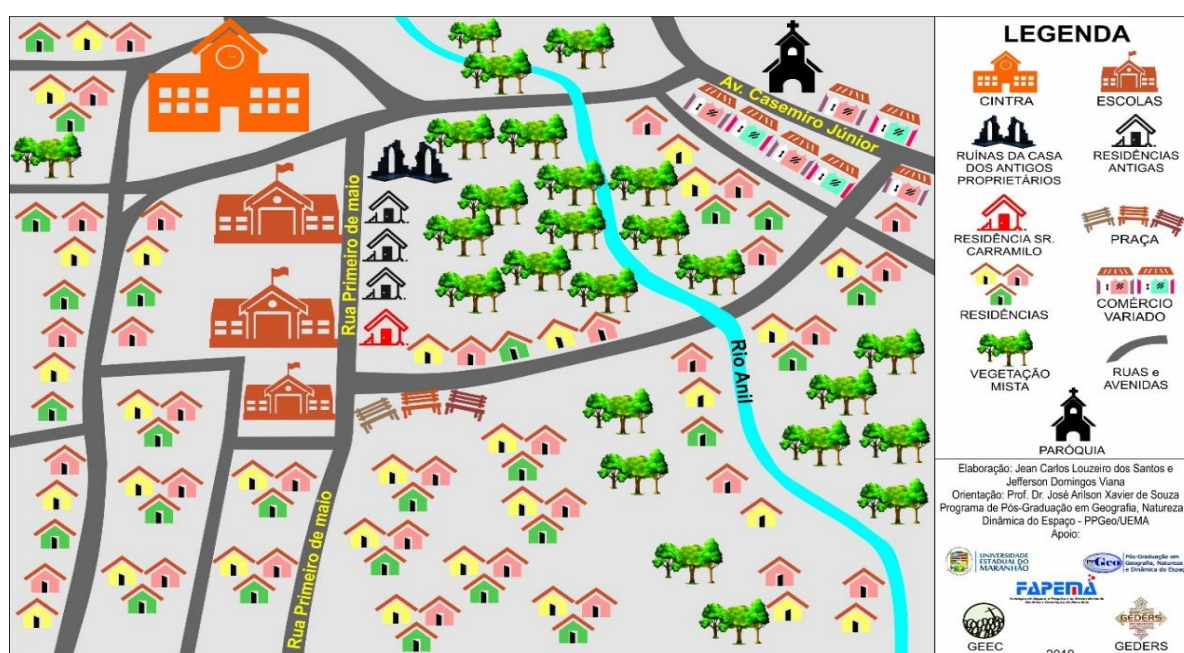 Av. Casemiro Júnior
Rua Primeiro de maio
Rio Anil
Rua Primeiro de maio
LEGENDA
CINTRA
ESCOLAS
RUÍNAS DA CASA
DOS ANTIGOS
PROPRIETÁRIOS
RESIDÊNCIAS
ANTIGAS
RESIDÊNCIA SR.
CARRAMILO
PRAÇA
RESIDÊNCIAS
COMÉRCIO
VARIADO
VEGETAÇÃO
MISTA
RUAS e
AVENIDAS
PARÓQUIA
Elaboração: Jean Carlos Louzeiro dos Santos e
Jefferson Domingos Viana
Orientação: Prof. Dr. José Arilson Xavier de Souza
Programa de Pós-Graduação em Geografia, Natureza
Dinâmica do Espaço - PPGeo/UEMA
Apoio:
UNIVERSIDADE
ESTADUAL DO
MARANHÃO
Geo
Pós-Graduação em
Geografia, Natureza
e Dinâmica do Espaço
FAPEMA
GEEC
GEDERS